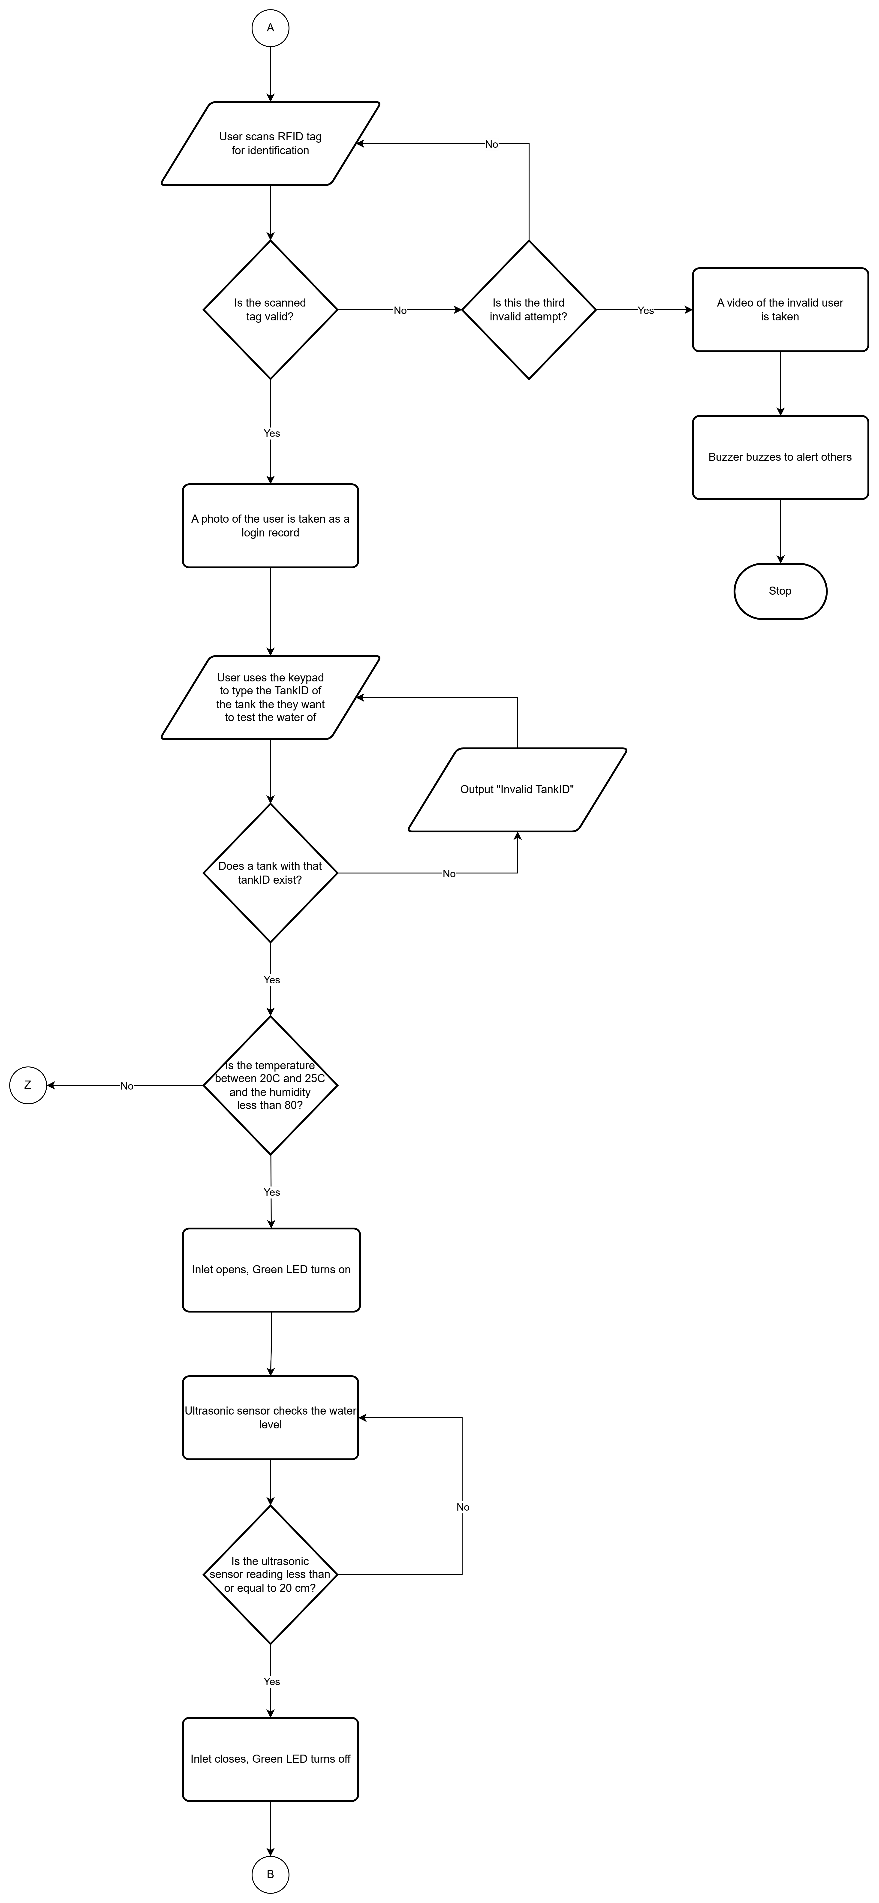 A
User scans RFID tag
for identification
No
Is the scanned
tag valid?
No
Is this the third
invalid attempt?
Yes
A video of the invalid user
is taken
Yes
Buzzer buzzes to alert others
A photo of the user is taken as a
login record
Stop
User uses the keypad
to type the TankID of
the tank the they want
to test the water of
Output "Invalid TankID"
Does a tank with that
tankID exist?
No
Yes
Is the temperature
between 20C and 25C
and the humidity
less than 80?
No
Z
Yes
Inlet opens, Green LED turns on
Ultrasonic sensor checks the water
level
No
Is the ultrasonic
sensor reading less than
or equal to 20 cm?
Yes
Inlet closes, Green LED turns off
B